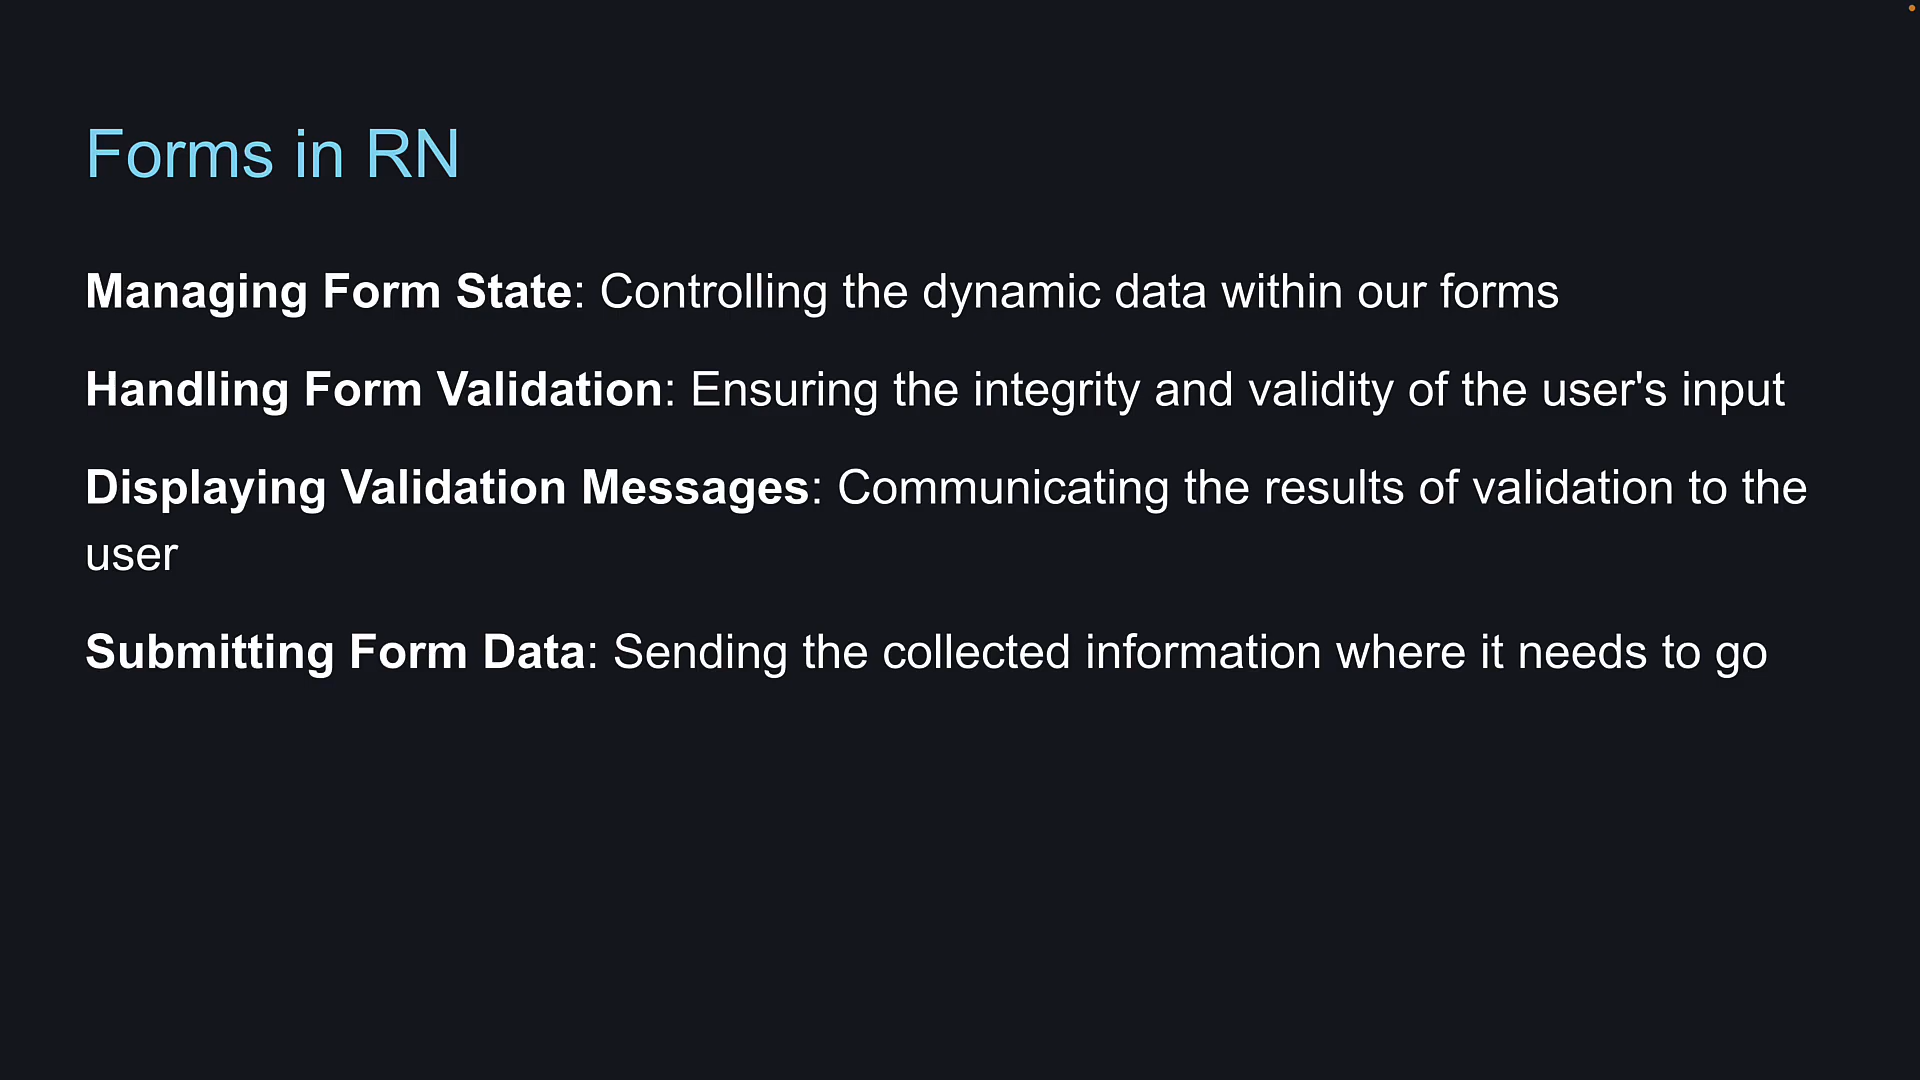 Forms in RN
Managing Form State: Controlling the dynamic data within our forms
Handling Form Validation: Ensuring the integrity and validity of the user's input
Displaying Validation Messages: Communicating the results of validation to the
user
Submitting Form Data: Sending the collected information where it needs to go